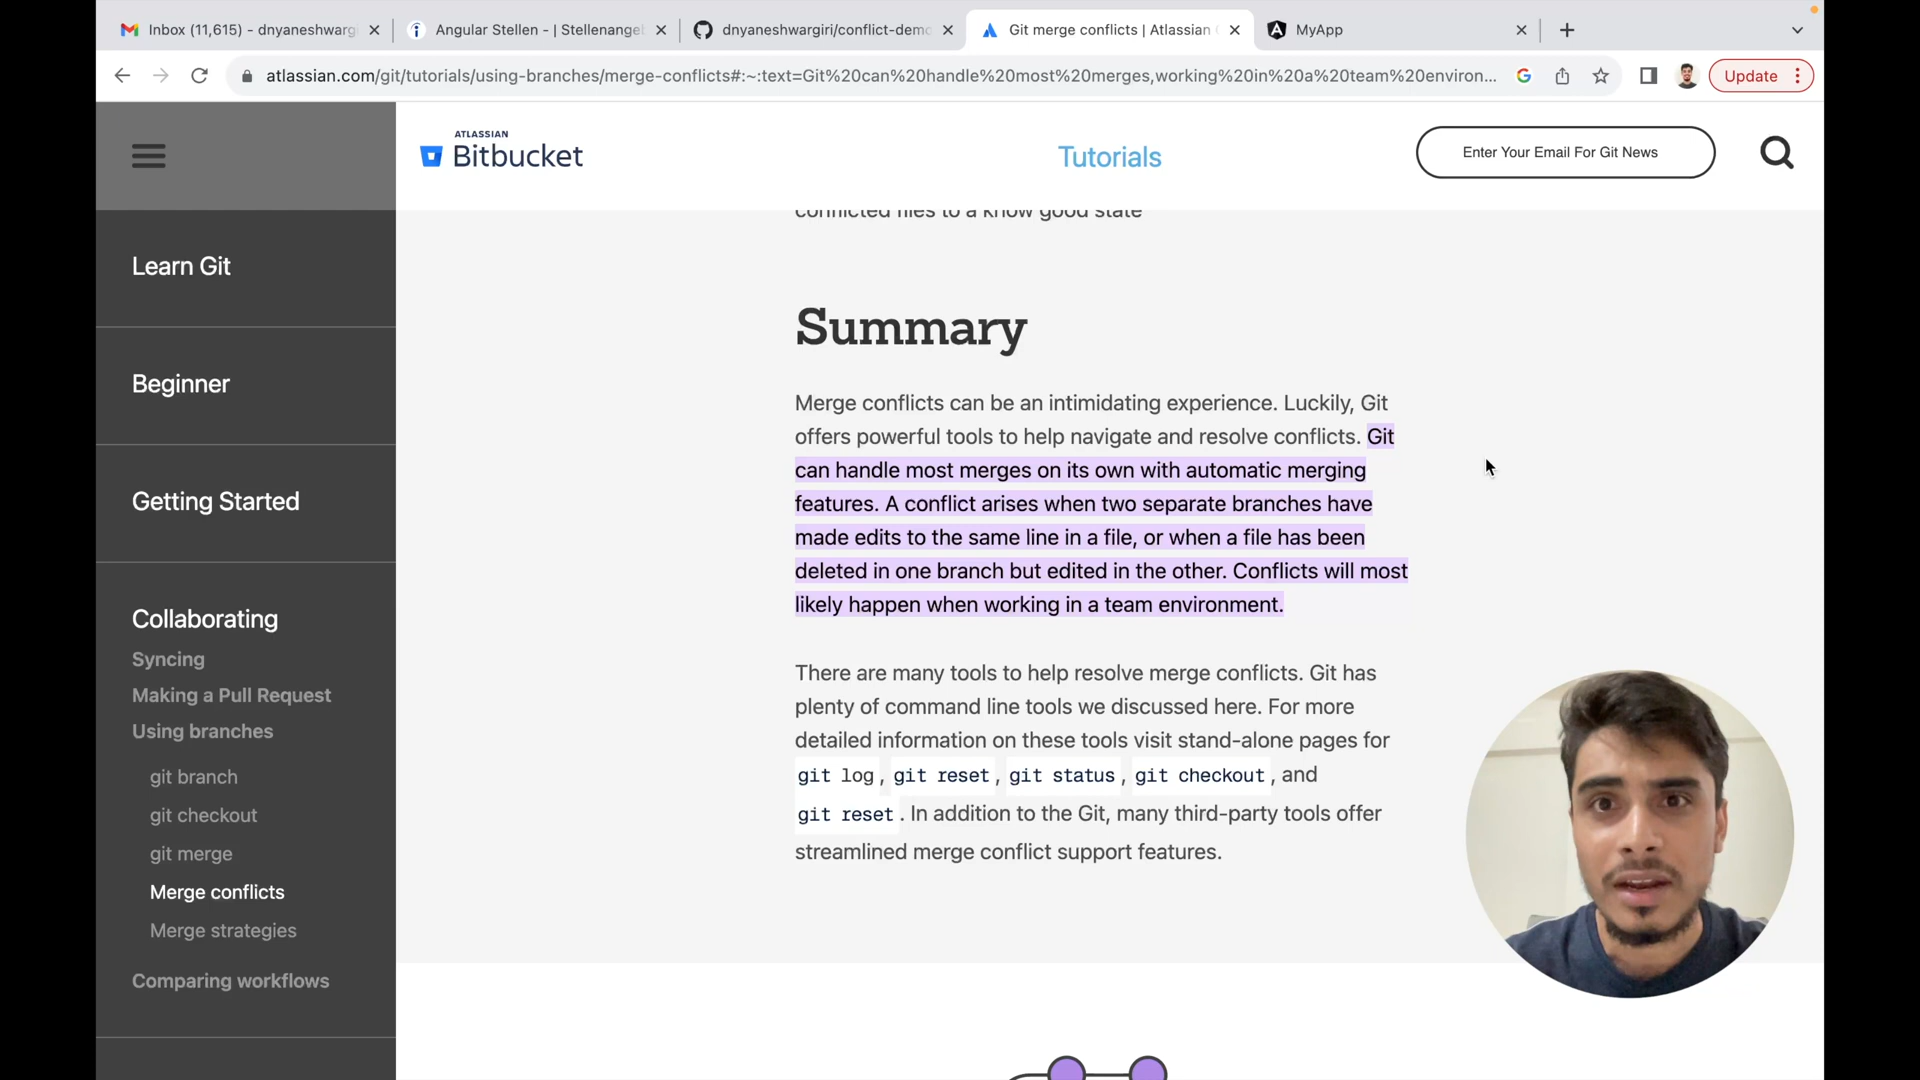 Inbox (11,615) - dnyaneshwargi
Angular Stellen - | Stellenangeb
dnyaneshwargiri/conflict-demo
Git merge conflicts | Atlassian
MyApp
atlassian.com/git/tutorials/using-branches/merge-conflicts#:~:text=Git%20can%20handle%20most%20merges,working%20in%20a%20team%20environ...
Update
ATLASSIAN
Bitbucket
Tutorials
Enter Your Email For Git News
Learn Git
Beginner
Getting Started
Collaborating
Syncing
Making a Pull Request
Using branches
git branch
git checkout
git merge
Merge conflicts
Merge strategies
Comparing workflows
conflicted files to a know good state
Summary
Merge conflicts can be an intimidating experience. Luckily, Git
offers powerful tools to help navigate and resolve conflicts. Git
can handle most merges on its own with automatic merging
features. A conflict arises when two separate branches have
made edits to the same line in a file, or when a file has been
deleted in one branch but edited in the other. Conflicts will most
likely happen when working in a team environment.
There are many tools to help resolve merge conflicts. Git has
plenty of command line tools we discussed here. For more
detailed information on these tools visit stand-alone pages for
git log, git reset, git status, git checkout, and
git reset. In addition to the Git, many third-party tools offer
streamlined merge conflict support features.